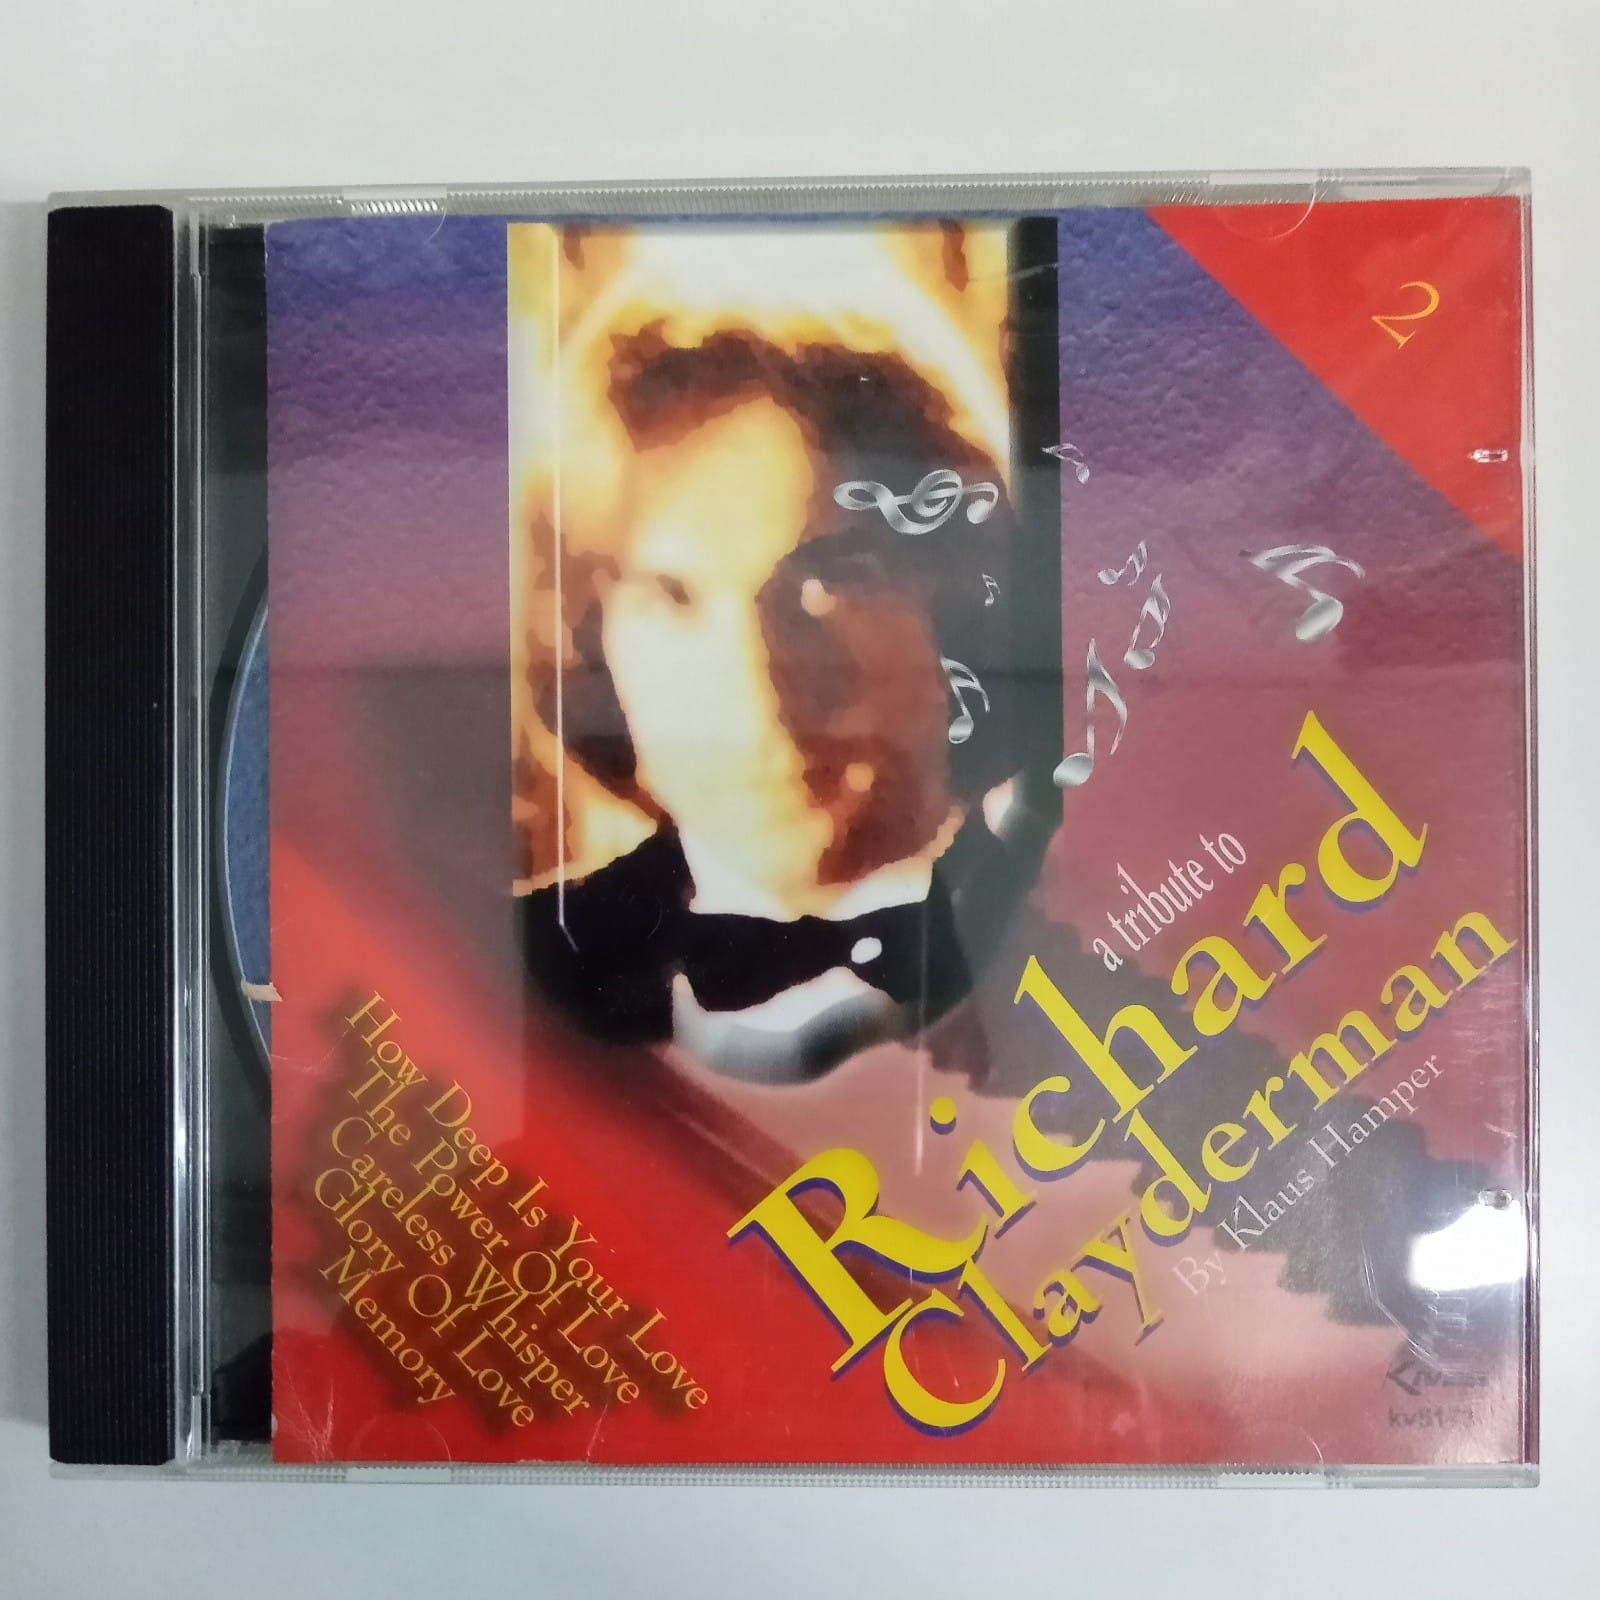 2
a tribute to
Richard
Clayderman
By Klaus Hamper
How Deep Is Your Love
The Power Of Love
Careless Whisper
Glory Of Love
Memory